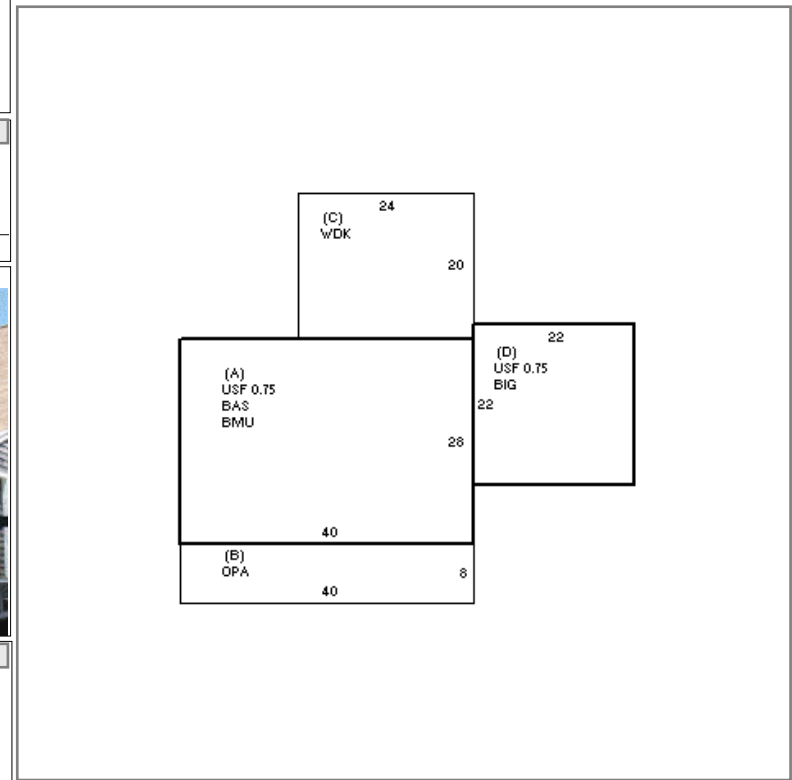 24
(C)
WDK
20
22
(D)
USF 0.75
BIG
22
(A)
USF 0.75
BAS
BMU
28
40
(B)
OPA
8
40